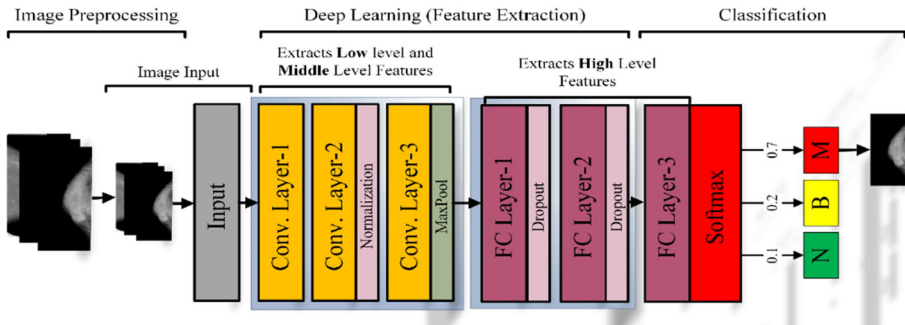 Image Preprocessing
Deep Learning (Feature Extraction)
Classification
Image Input
Extracts Low level and
Middle Level Features
Extracts High Level
Features
Input
Conv. Layer-1
Conv. Layer-2
Normalization
Conv. Layer-3
MaxPool
FC Layer-1
Dropout
FC Layer-2
Dropout
FC Layer-3
Softmax
0.7
M
0.2
B
0.1
N